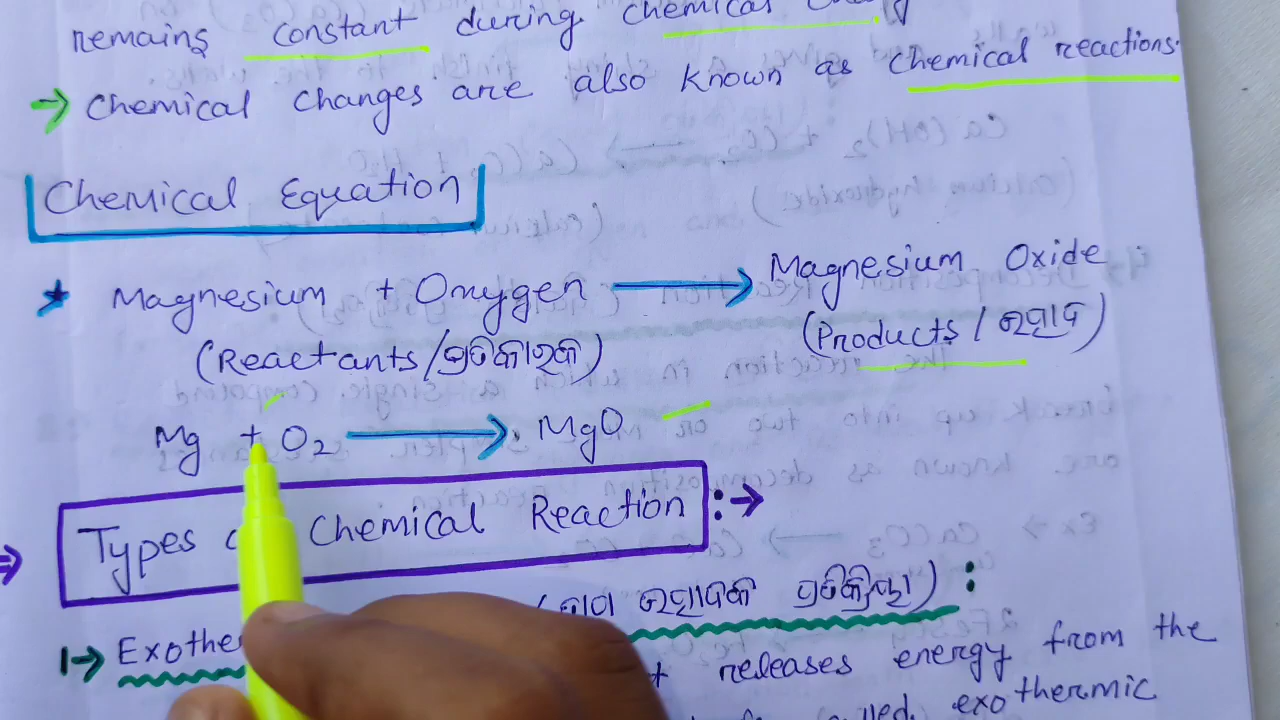 remains constant during chemical
→ Chemical Changes are also known as chemical reactions.
Chemical Equation
* Magnesium + Oxygen → Magnesium Oxide
(Reactants/ପ୍ରତିକାରକ) (Products/ଉତ୍ପାଦ)
Mg + O₂ → MgO
Types Chemical Reaction :→
(ତାପ ଉତ୍ପାଦକ ପ୍ରତିକ୍ରିୟା) :
1→ Exothe
releases energy from the
exothermic